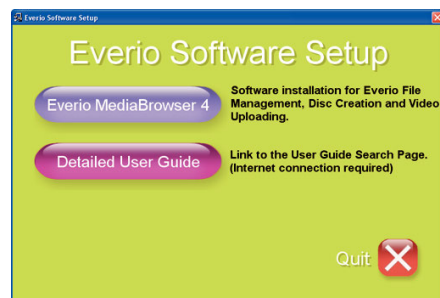 Everio Software Setup
Everio Software Setup
Everio MediaBrowser 4
Software installation for Everio File
Management, Disc Creation and Video
Uploading.
Detailed User Guide
Link to the User Guide Search Page.
(Internet connection required)
Quit